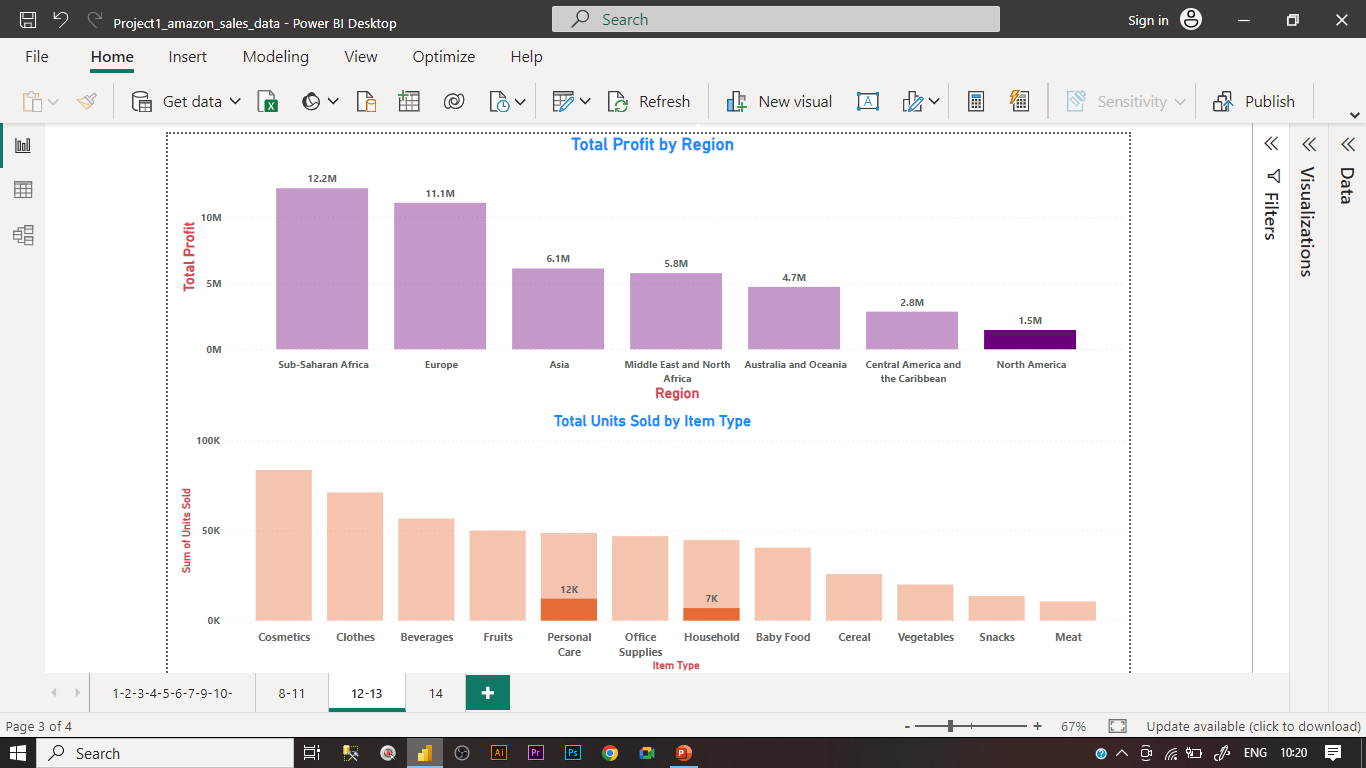 Project1_amazon_sales_data - Power BI Desktop
Search
Sign in
File Home Insert Modeling View Optimize Help
Get data
Refresh
New visual
Sensitivity
Publish
Total Profit by Region
Total Profit
10M
5M
0M
12.2M
11.1M
6.1M
5.8M
4.7M
2.8M
1.5M
Sub-Saharan Africa
Europe
Asia
Middle East and North
Africa
Australia and Oceania
Central America and
the Caribbean
North America
Region
Total Units Sold by Item Type
Sum of Units Sold
100K
50K
0K
12K
7K
Cosmetics
Clothes
Beverages
Fruits
Personal
Care
Office
Supplies
Household
Baby Food
Cereal
Vegetables
Snacks
Meat
Item Type
Filters
Visualizations
Data
1-2-3-4-5-6-7-9-10-
8-11
12-13
14
Page 3 of 4
- + 67%
Update available (click to download)
Search
Ai
Pr
Ps
P
ENG
10:20